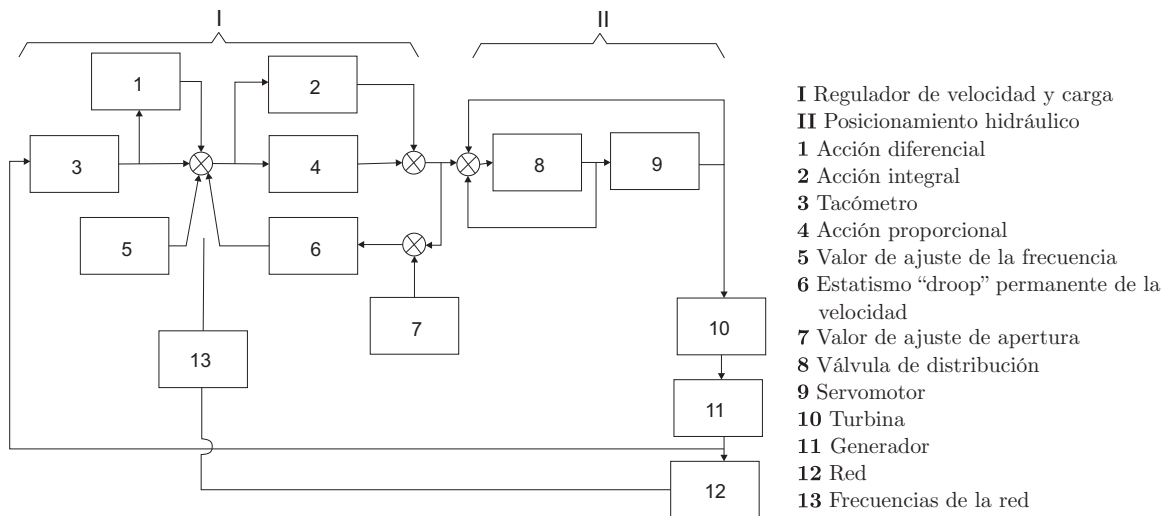 I
II
1
2
3
4
8
9
5
6
7
10
13
11
12
I Regulador de velocidad y carga
II Posicionamiento hidráulico
1 Acción diferencial
2 Acción integral
3 Tacómetro
4 Acción proporcional
5 Valor de ajuste de la frecuencia
6 Estatismo “droop” permanente de la
velocidad
7 Valor de ajuste de apertura
8 Válvula de distribución
9 Servomotor
10 Turbina
11 Generador
12 Red
13 Frecuencias de la red